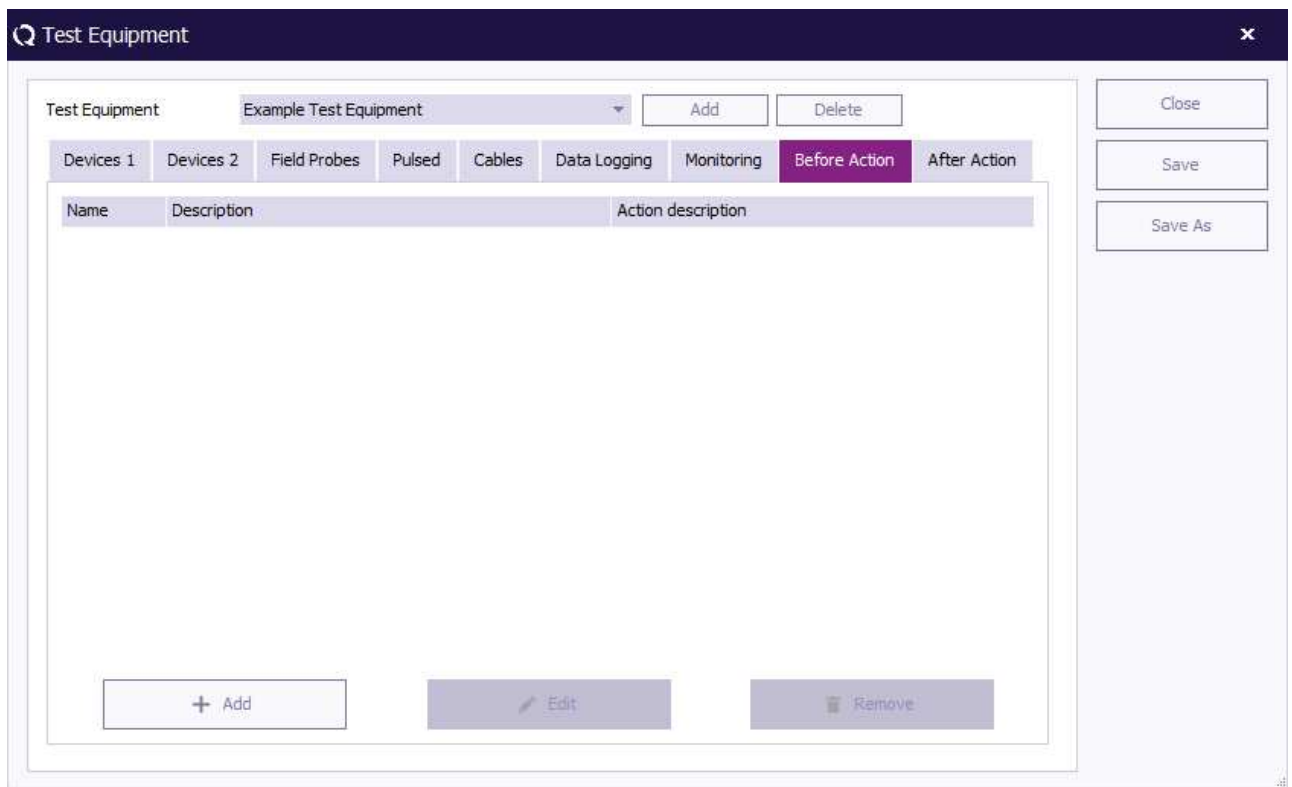 Test Equipment
Test Equipment Example Test Equipment Add Delete
Close
Devices 1 Devices 2 Field Probes Pulsed Cables Data Logging Monitoring Before Action After Action
Save
Name Description Action description
Save As
+ Add Edit Remove